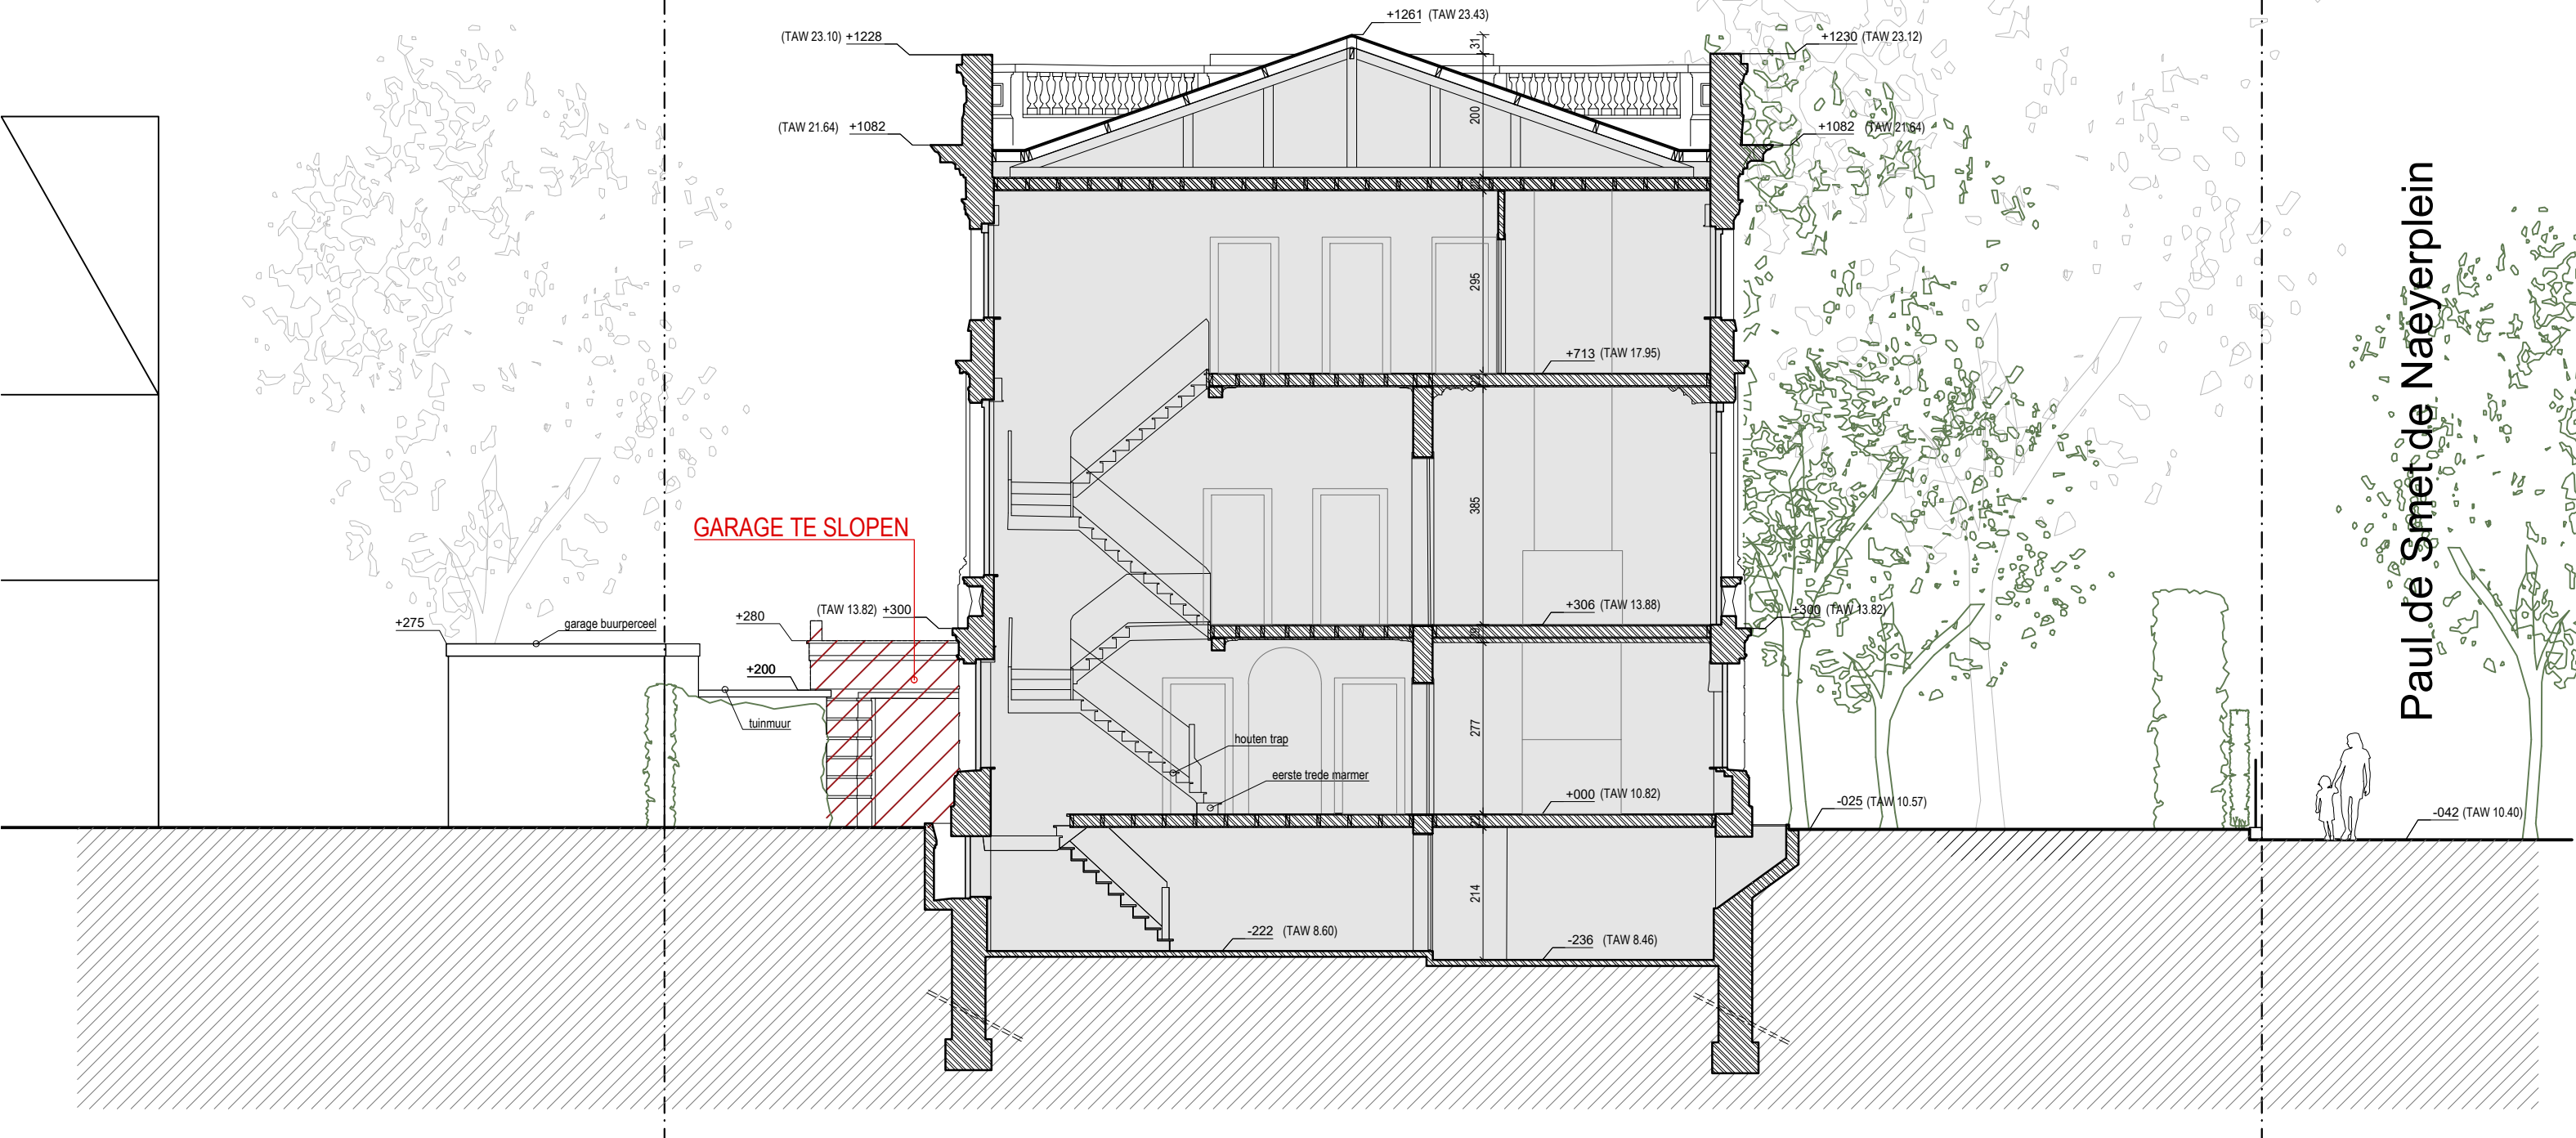 +1261 (TAW 23.43)
(TAW 23.10) +1228
31
+1230 (TAW 23.12)
200
(TAW 21.64) +1082
+1082 (TAW 21.64)
Paul de Smet de Naeyerplein
295
+713 (TAW 17.95)
22
385
GARAGE TE SLOPEN
+306 (TAW 13.88)
(TAW 13.82) +300
+300 (TAW 13.82)
+280
+275
garage buurperceel
+200
tuinmuur
277
houten trap
eerste trede marmer
+000 (TAW 10.82)
-025 (TAW 10.57)
-042 (TAW 10.40)
22
214
-222 (TAW 8.60)
-236 (TAW 8.46)